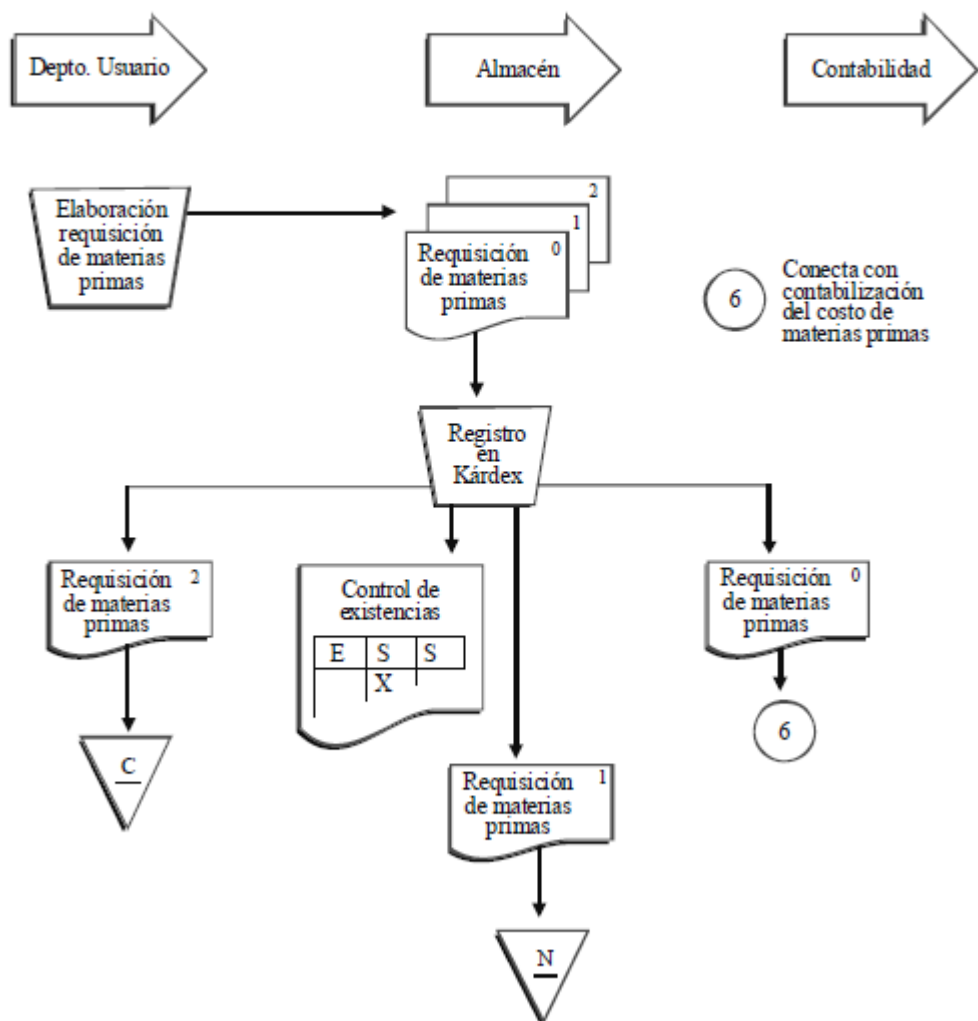 Depto. Usuario
Almacén
Contabilidad
Elaboración
requisición
de materias
primas
2
1
Requisición 0
de materias
primas
6
Conecta con
contabilización
del costo de
materias primas
Registro
en
Kárdex
Requisición 2
de materias
primas
Control de
existencias
E S S
X
Requisición 0
de materias
primas
C
6
Requisición 1
de materias
primas
N